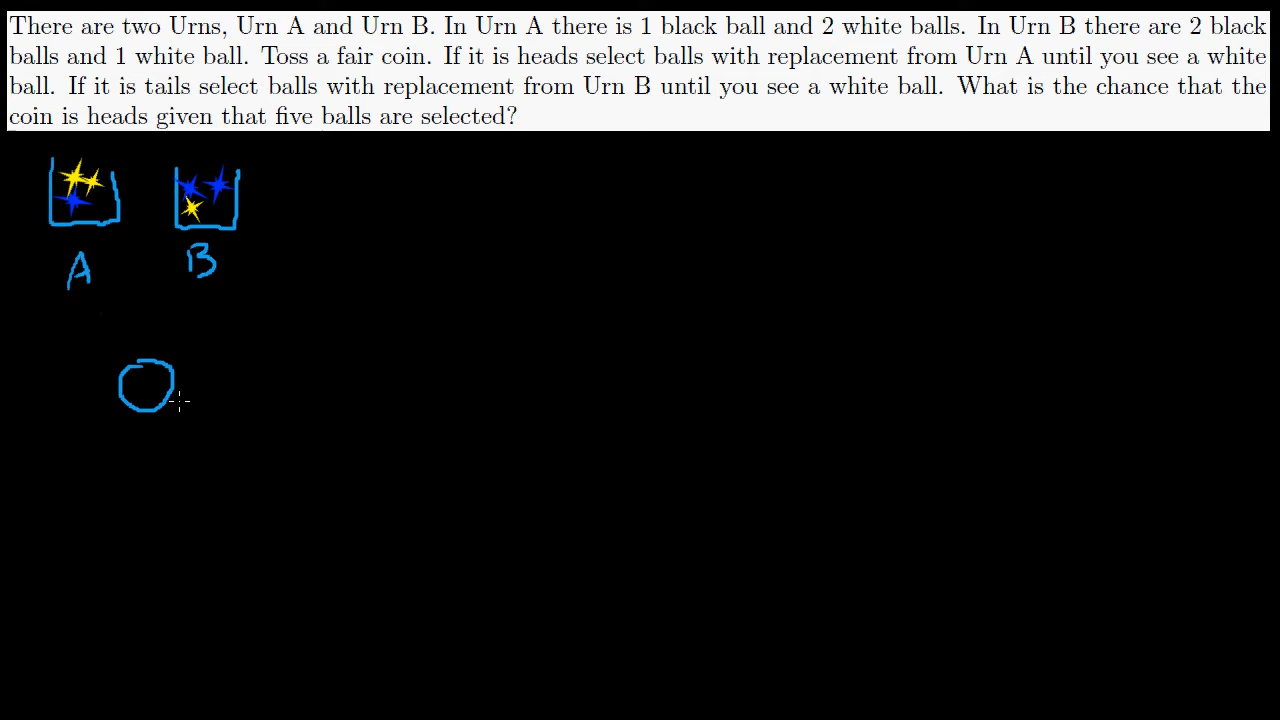 There are two Urns, Urn A and Urn B. In Urn A there is 1 black ball and 2 white balls. In Urn B there are 2 black
balls and 1 white ball. Toss a fair coin. If it is heads select balls with replacement from Urn A until you see a white
ball. If it is tails select balls with replacement from Urn B until you see a white ball. What is the chance that the
coin is heads given that five balls are selected?
A B